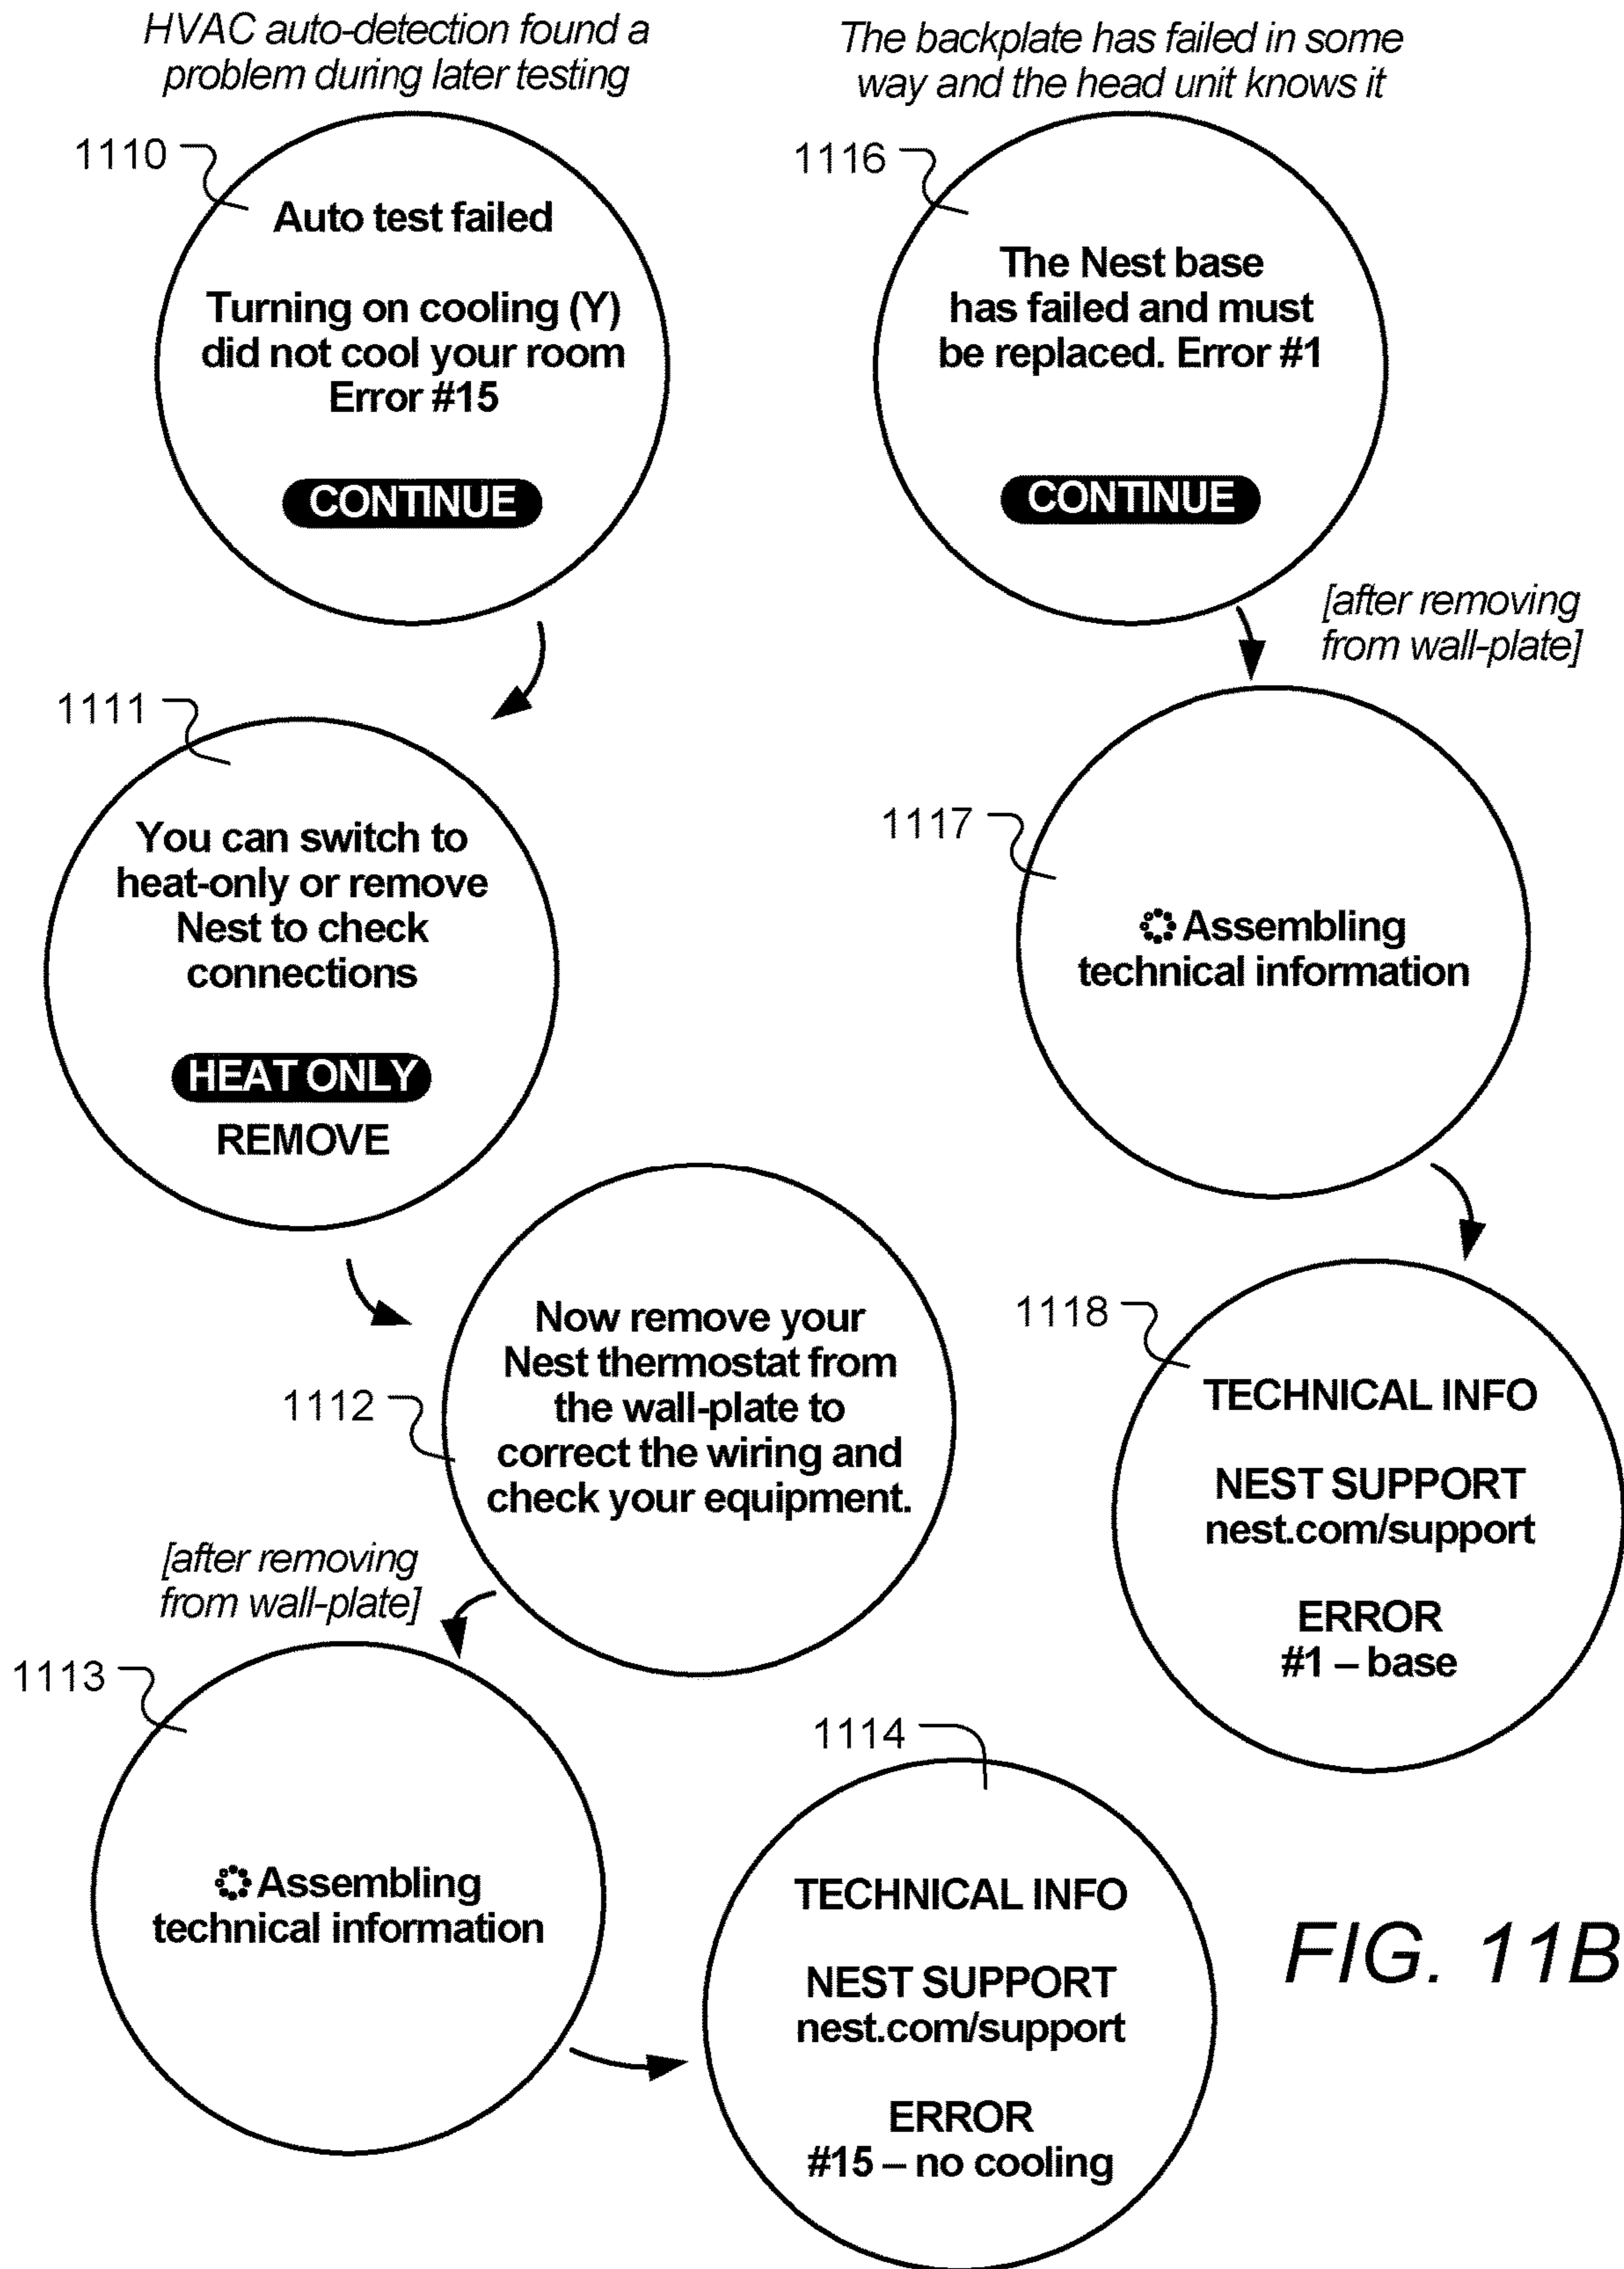 HVAC auto-detection found a
problem during later testing
1110
Auto test failed
Turning on cooling (Y)
did not cool your room
Error #15
CONTINUE
1111
You can switch to
heat-only or remove
Nest to check
connections
HEAT ONLY
REMOVE
1112
Now remove your
Nest thermostat from
the wall-plate to
correct the wiring and
check your equipment.
[after removing
from wall-plate]
1113
Assembling
technical information
1114
TECHNICAL INFO
NEST SUPPORT
nest.com/support
ERROR
#15 – no cooling
The backplate has failed in some
way and the head unit knows it
1116
The Nest base
has failed and must
be replaced. Error #1
CONTINUE
[after removing
from wall-plate]
1117
Assembling
technical information
1118
TECHNICAL INFO
NEST SUPPORT
nest.com/support
ERROR
#1 – base
FIG. 11B